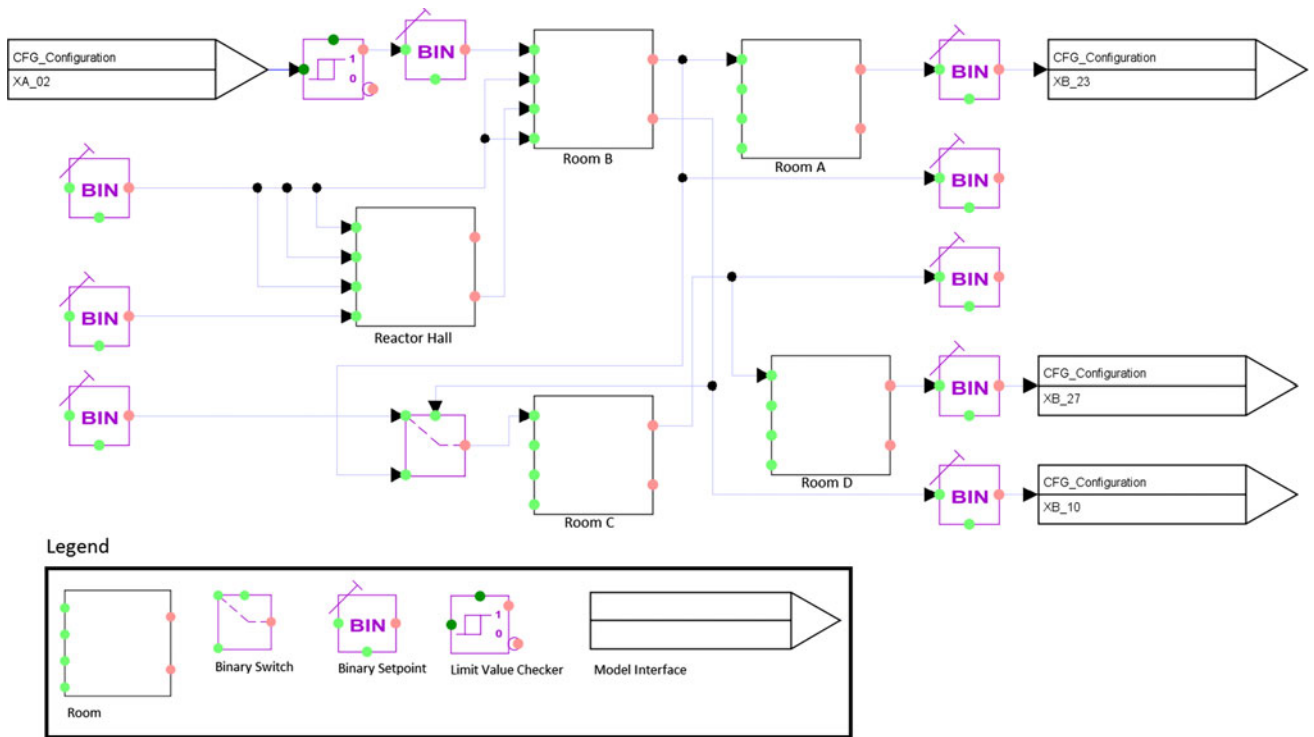 CFG_Configuration
XA_02
1
0
BIN
Room B
Room A
BIN
CFG_Configuration
XB_23
BIN
BIN
BIN
Reactor Hall
BIN
BIN
BIN
Room C
Room D
BIN
CFG_Configuration
XB_27
BIN
CFG_Configuration
XB_10
Legend
Room
Binary Switch
BIN
Binary Setpoint
1
0
Limit Value Checker
Model Interface